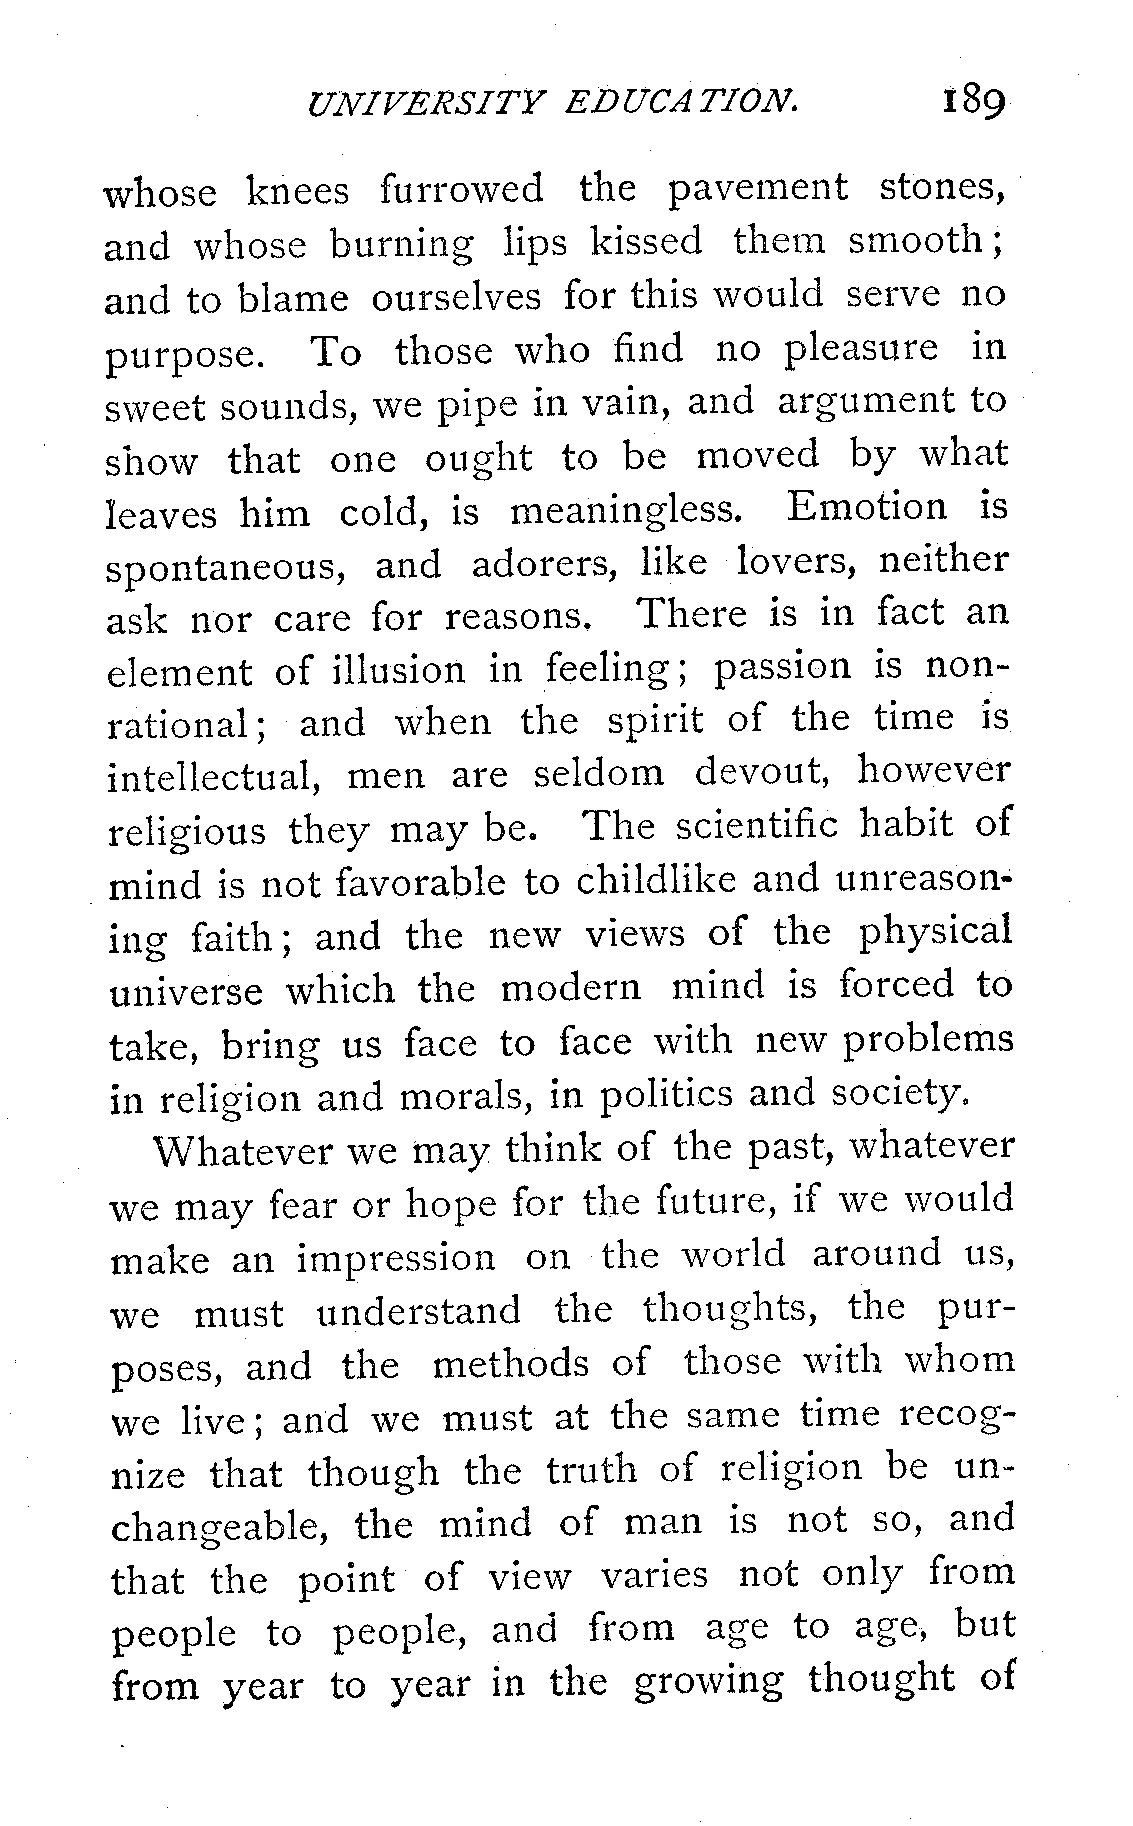 UNIVERSITY EDUCATION. 189
whose knees furrowed the pavement stones,
and whose burning lips kissed them smooth;
and to blame ourselves for this would serve no
purpose. To those who find no pleasure in
sweet sounds, we pipe in vain, and argument to
show that one ought to be moved by what
leaves him cold, is meaningless. Emotion is
spontaneous, and adorers, like lovers, neither
ask nor care for reasons. There is in fact an
element of illusion in feeling; passion is non-
rational; and when the spirit of the time is
intellectual, men are seldom devout, however
religious they may be. The scientific habit of
mind is not favorable to childlike and unreason-
ing faith; and the new views of the physical
universe which the modern mind is forced to
take, bring us face to face with new problems
in religion and morals, in politics and society.
Whatever we may think of the past, whatever
we may fear or hope for the future, if we would
make an impression on the world around us,
we must understand the thoughts, the pur-
poses, and the methods of those with whom
we live; and we must at the same time recog-
nize that though the truth of religion be un-
changeable, the mind of man is not so, and
that the point of view varies not only from
people to people, and from age to age, but
from year to year in the growing thought of